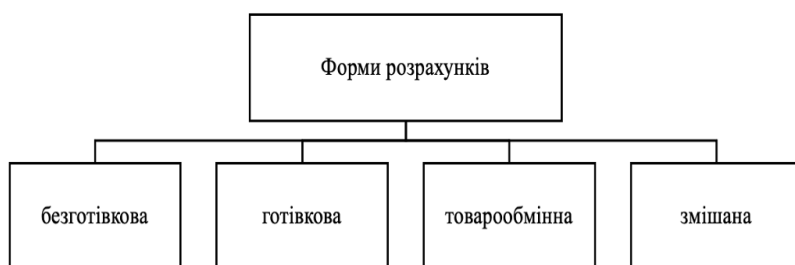 Форми розрахунків
безготівкова
готівкова
товарообмінна
змішана